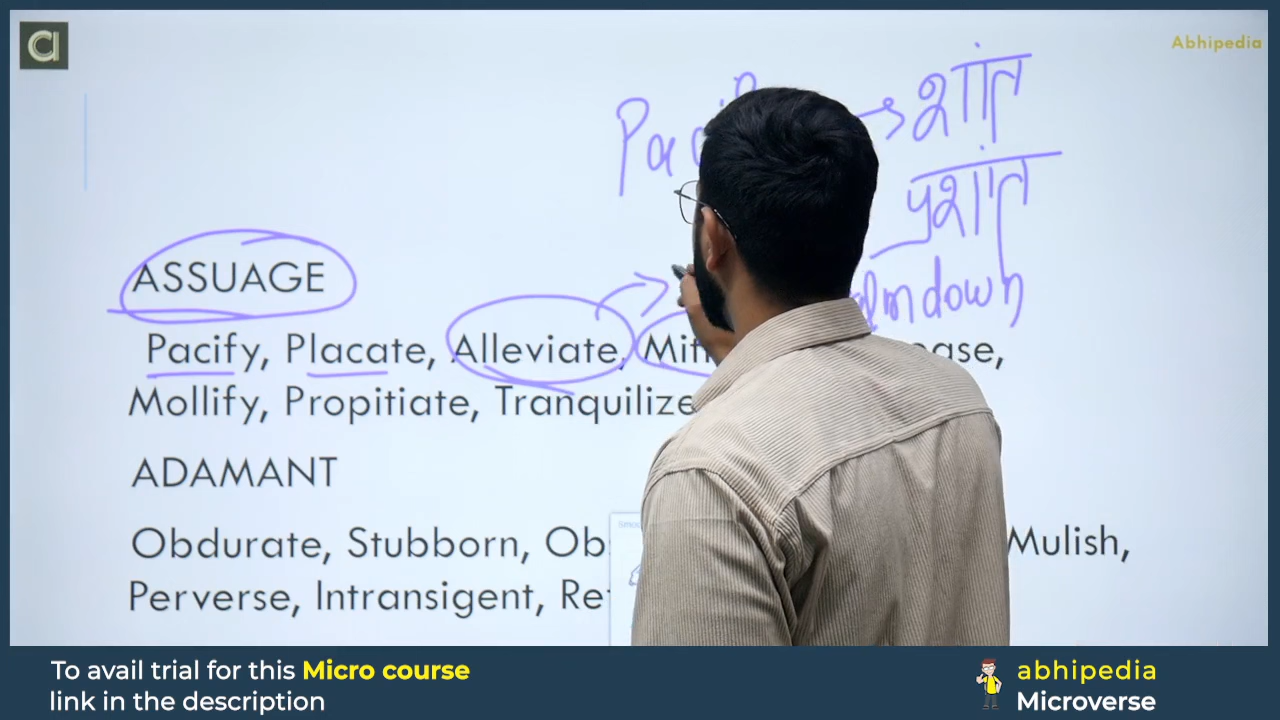 Abhipedia
शांत
प्रशांत
down
ASSUAGE
Pacify, Placate, Alleviate,
Mollify, Propitiate, Tranquilize
ADAMANT
Obdurate, Stubborn, Mulish,
Perverse, Intransigent,
To avail trial for this Micro course
link in the description
abhipedia
Microverse